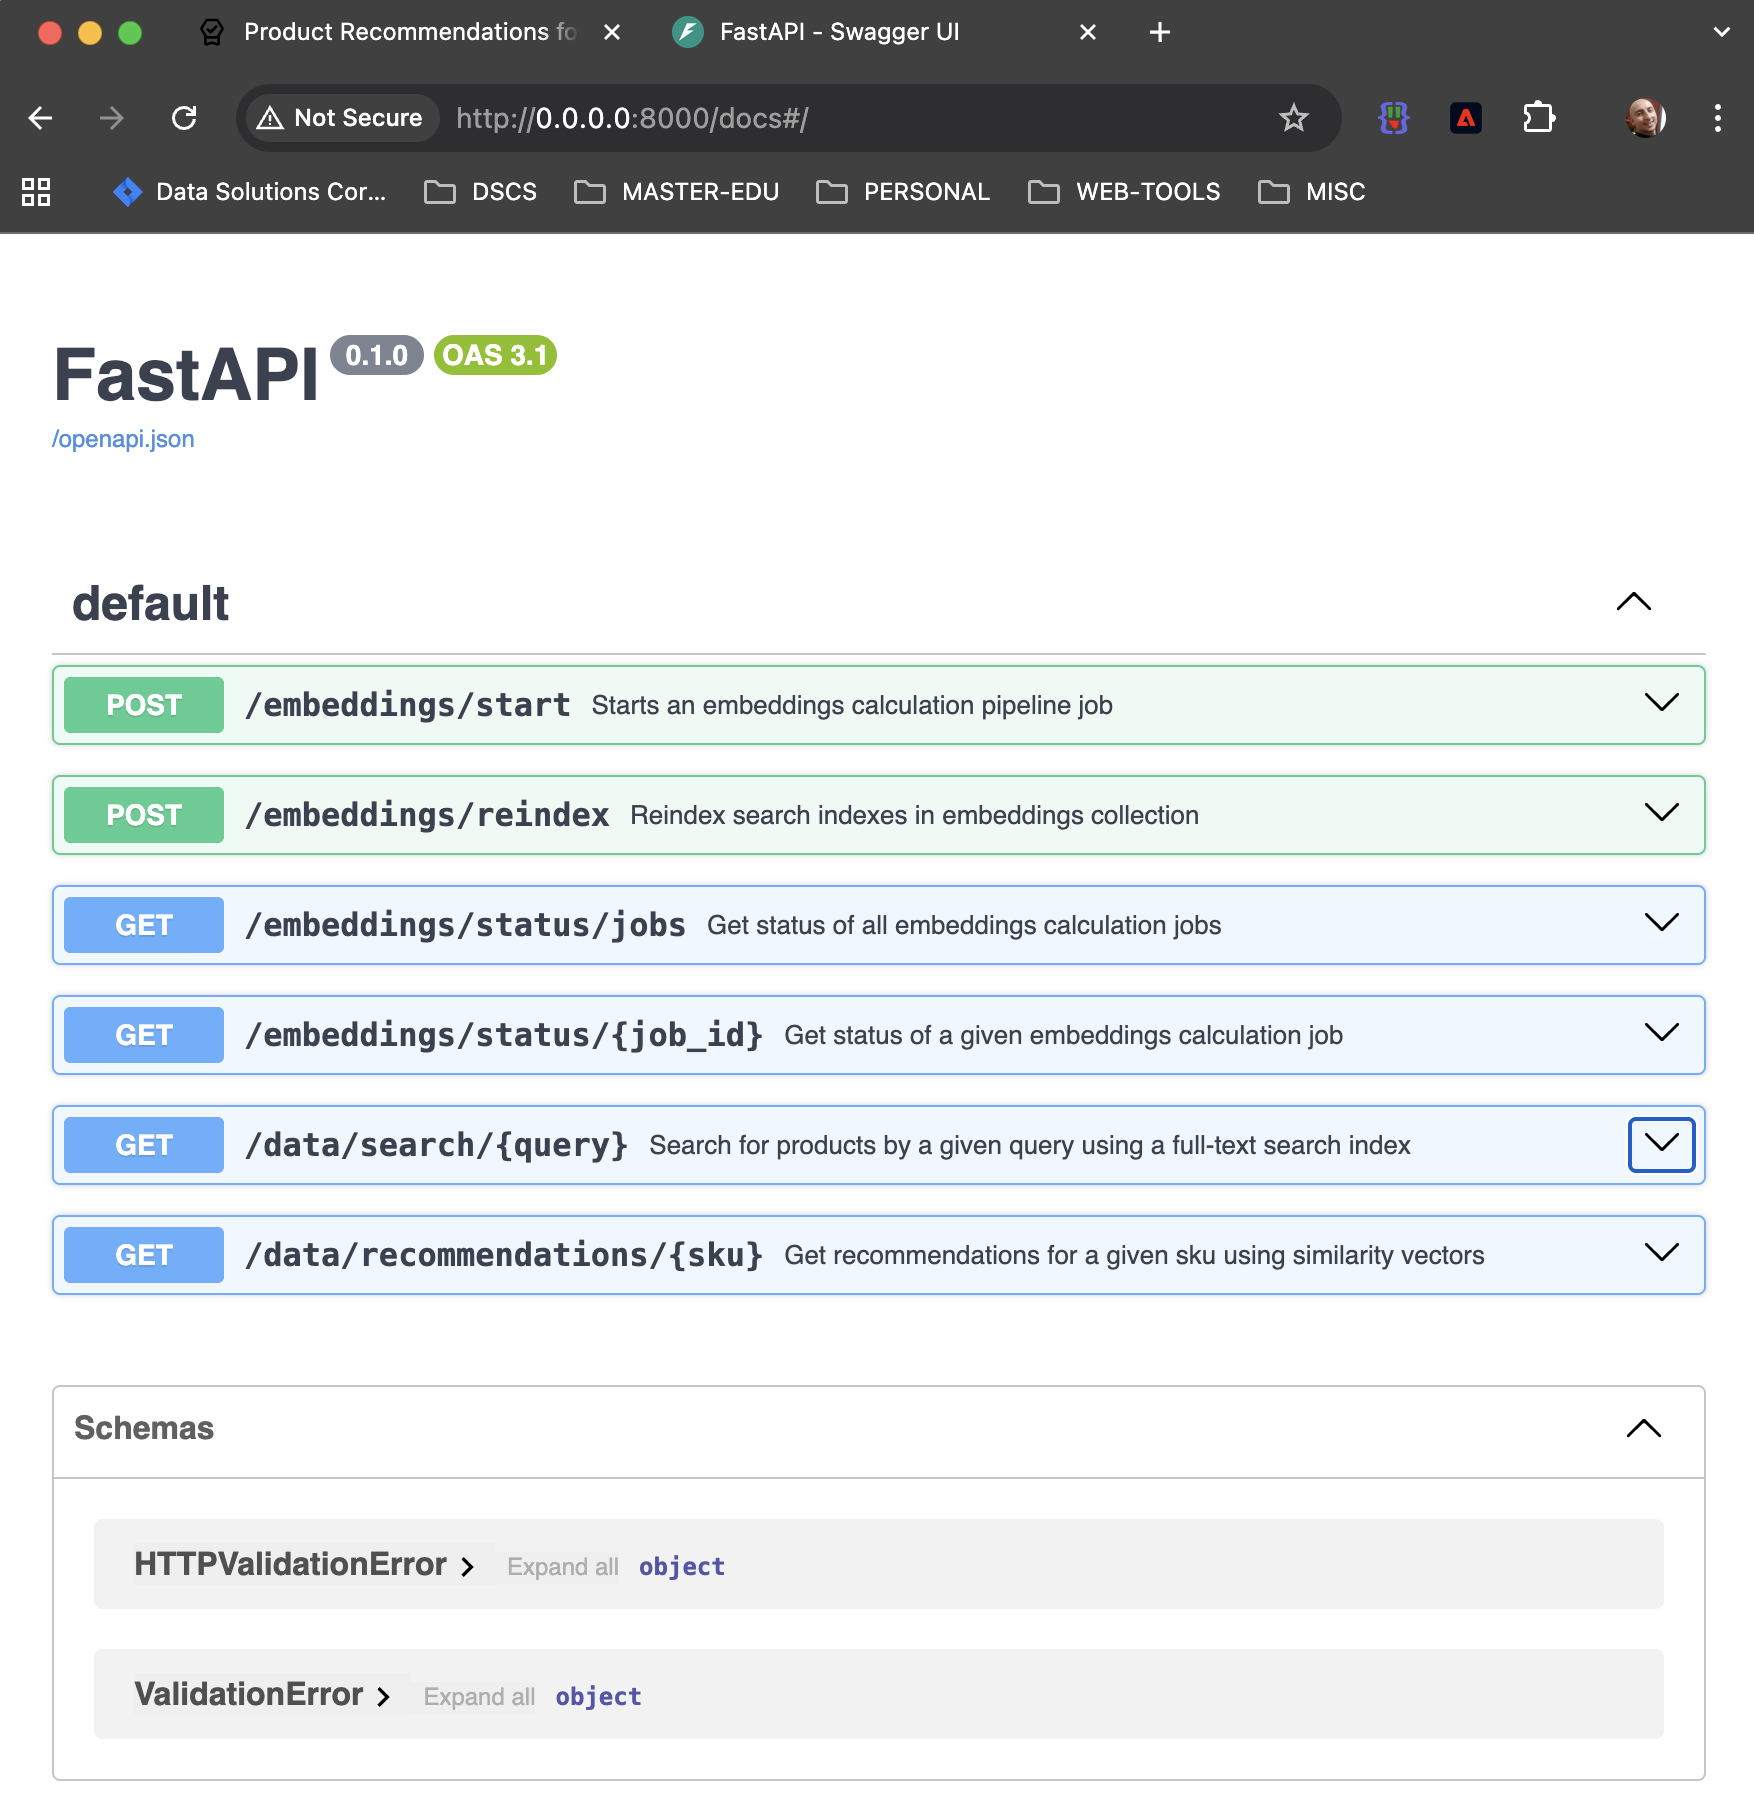 Product Recommendations fo
FastAPI - Swagger UI
Not Secure http://0.0.0.0:8000/docs#/
Data Solutions Cor... DSCS MASTER-EDU PERSONAL WEB-TOOLS MISC
FastAPI 0.1.0 OAS 3.1
/openapi.json
default
POST /embeddings/start Starts an embeddings calculation pipeline job
POST /embeddings/reindex Reindex search indexes in embeddings collection
GET /embeddings/status/jobs Get status of all embeddings calculation jobs
GET /embeddings/status/{job_id} Get status of a given embeddings calculation job
GET /data/search/{query} Search for products by a given query using a full-text search index
GET /data/recommendations/{sku} Get recommendations for a given sku using similarity vectors
Schemas
HTTPValidationError Expand all object
ValidationError Expand all object